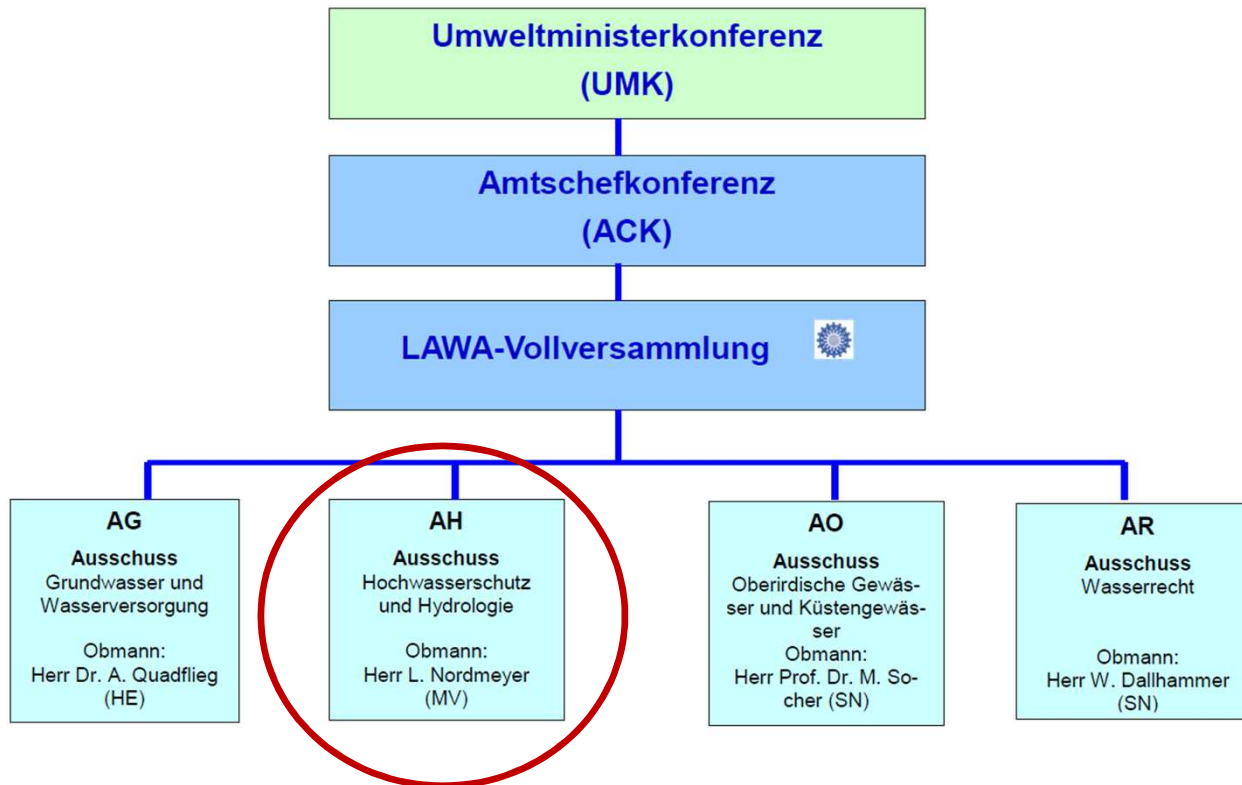 Umweltministerkonferenz
(UMK)
Amtschefkonferenz
(ACK)
LAWA-Vollversammlung
AG
Ausschuss
Grundwasser und
Wasserversorgung
Obmann:
Herr Dr. A. Quadflieg
(HE)
AH
Ausschuss
Hochwasserschutz
und Hydrologie
Obmann:
Herr L. Nordmeyer
(MV)
AO
Ausschuss
Oberirdische Gewäs-
ser und Küstengewäs-
ser
Obmann:
Herr Prof. Dr. M. So-
cher (SN)
AR
Ausschuss
Wasserrecht
Obmann:
Herr W. Dallhammer
(SN)